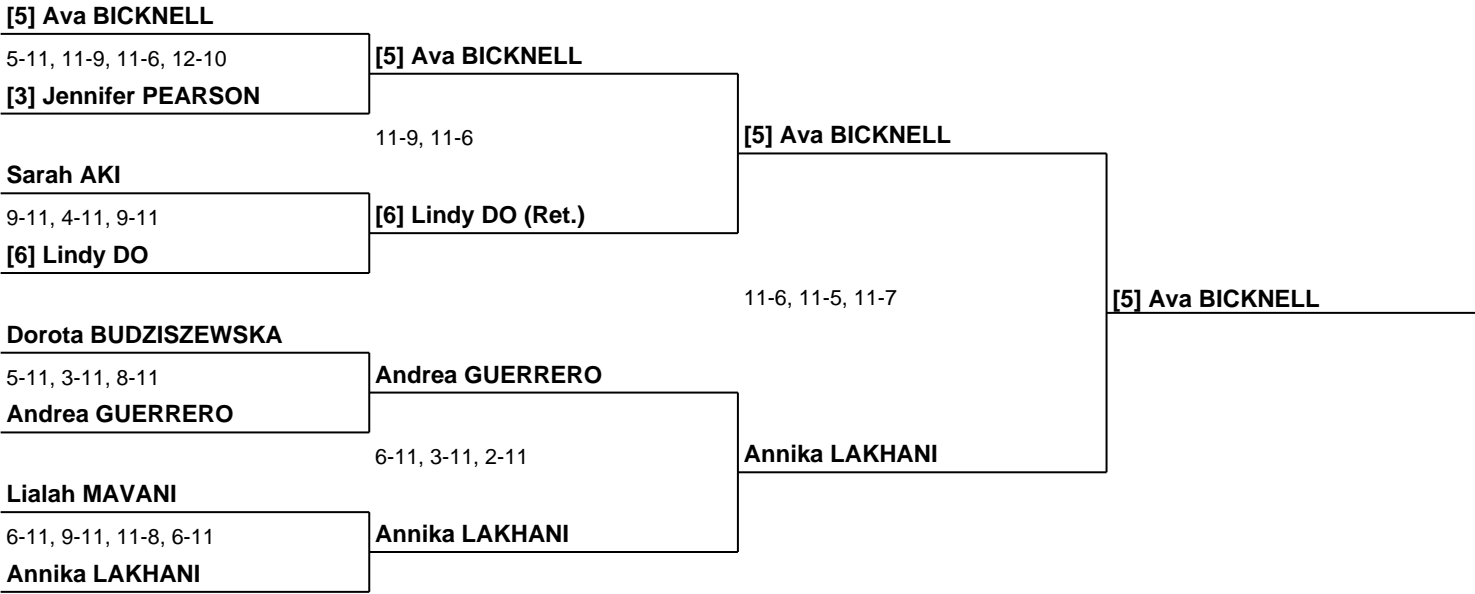 [5] Ava BICKNELL
5-11, 11-9, 11-6, 12-10
[5] Ava BICKNELL
[3] Jennifer PEARSON
11-9, 11-6
[5] Ava BICKNELL
Sarah AKI
9-11, 4-11, 9-11
[6] Lindy DO (Ret.)
[6] Lindy DO
11-6, 11-5, 11-7
[5] Ava BICKNELL
Dorota BUDZISZEWSKA
5-11, 3-11, 8-11
Andrea GUERRERO
Andrea GUERRERO
6-11, 3-11, 2-11
Annika LAKHANI
Lialah MAVANI
6-11, 9-11, 11-8, 6-11
Annika LAKHANI
Annika LAKHANI